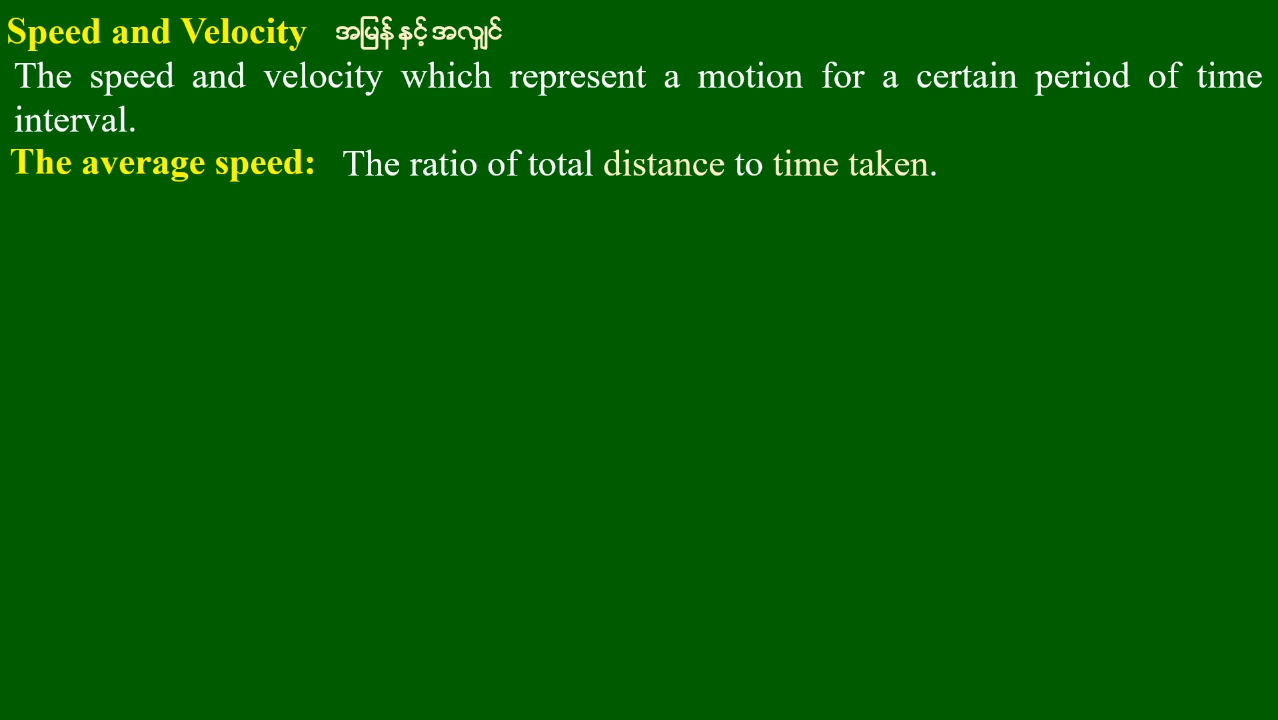 Speed and Velocity အမြန် နှင့် အလျှင်
The speed and velocity which represent a motion for a certain period of time
interval.
The average speed: The ratio of total distance to time taken.